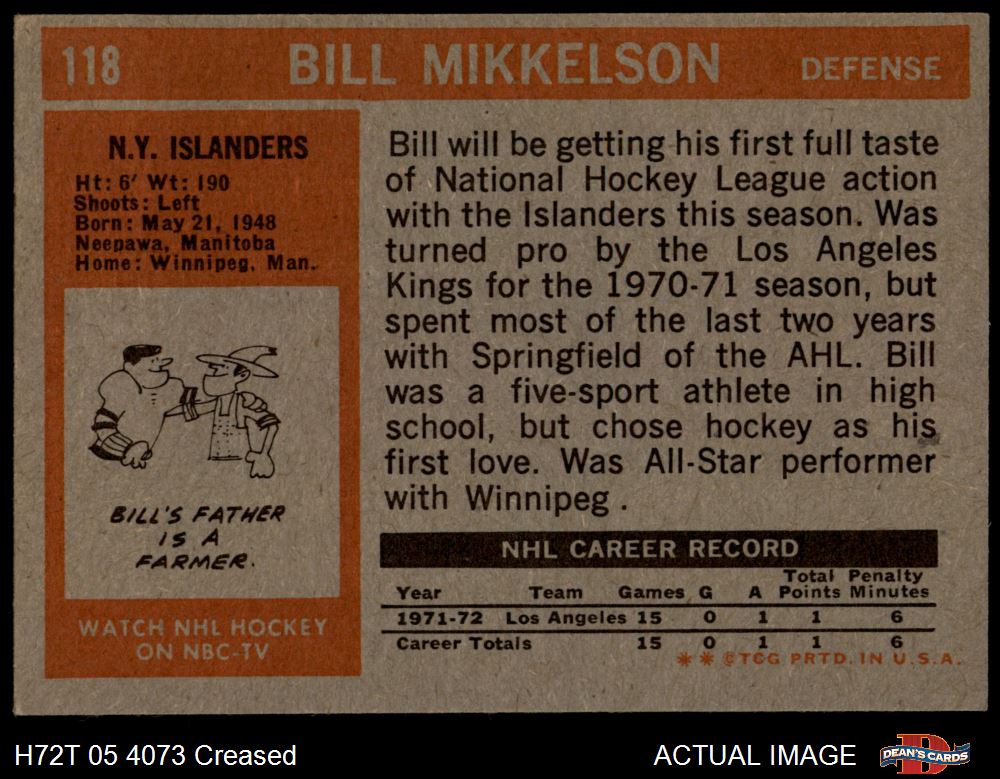 118 BILL MIKKELSON DEFENSE
N.Y. ISLANDERS
Ht: 6' Wt: 190
Shoots: Left
Born: May 21, 1948
Neepawa, Manitoba
Home: Winnipeg, Man.
BILL'S FATHER
IS A
FARMER.
WATCH NHL HOCKEY
ON NBC-TV
Bill will be getting his first full taste
of National Hockey League action
with the Islanders this season. Was
turned pro by the Los Angeles
Kings for the 1970-71 season, but
spent most of the last two years
with Springfield of the AHL. Bill
was a five-sport athlete in high
school, but chose hockey as his
first love. Was All-Star performer
with Winnipeg .
NHL CAREER RECORD
Total Penalty
Year Team Games G A Points Minutes
1971-72 Los Angeles 15 0 1 1 6
Career Totals 15 0 1 1 6
* * © TCG PRTD. IN U.S.A.
H72T 05 4073 Creased ACTUAL IMAGE DEAN'S CARDS